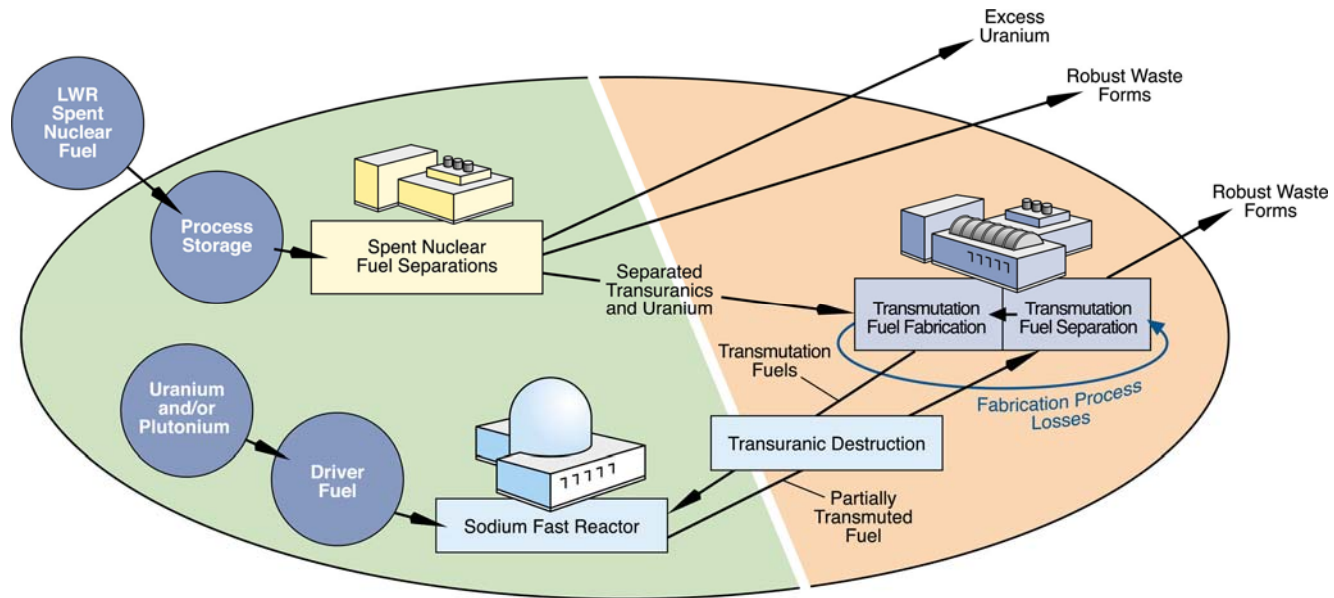 Excess
Uranium
Robust Waste
Forms
LWR
Spent
Nuclear
Fuel
Robust Waste
Forms
Process
Storage
Spent Nuclear
Fuel Separations
Separated
Transuranics
and Uranium
Transmutation
Fuel Fabrication
Transmutation
Fuel Separation
Transmutation
Fuels
Fabrication Process
Losses
Uranium
and/or
Plutonium
Transuranic Destruction
Driver
Fuel
Sodium Fast Reactor
Partially
Transmuted
Fuel